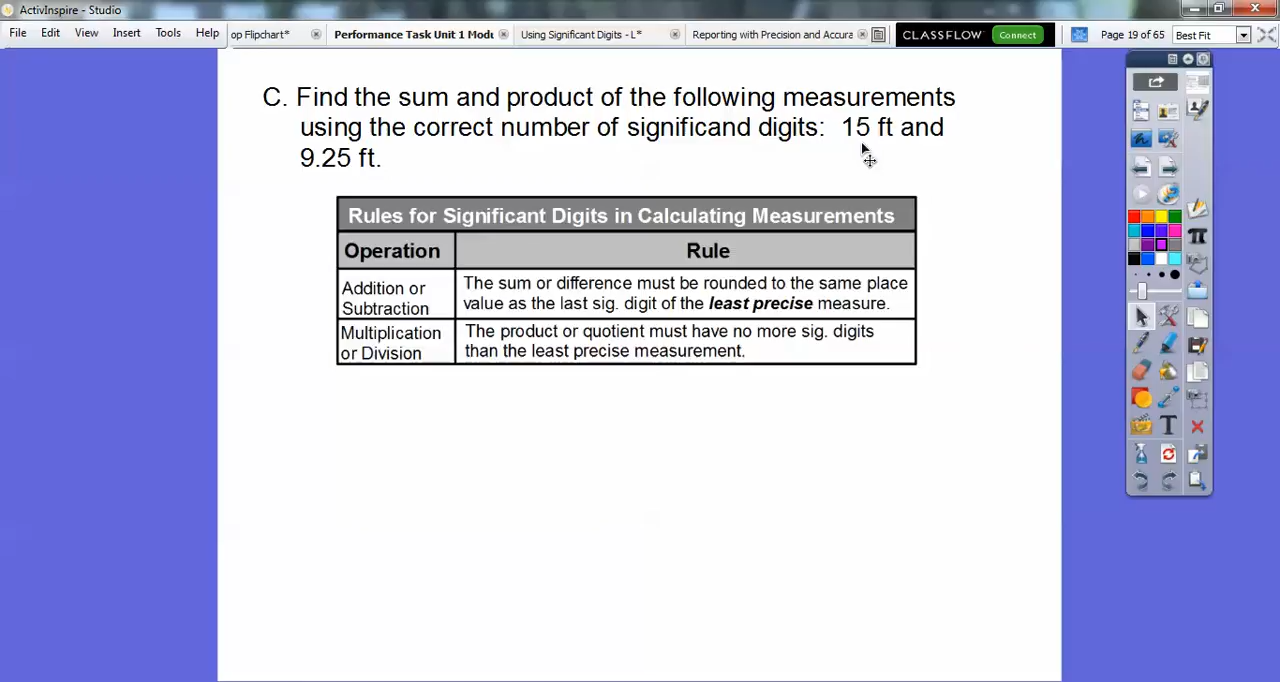 ActivInspire - Studio
File Edit View Insert Tools Help
op Flipchart* Performance Task Unit 1 Modu Using Significant Digits - L* Reporting with Precision and Accura CLASSFLOW Connect Page 19 of 65 Best Fit
C. Find the sum and product of the following measurements
using the correct number of significand digits: 15 ft and
9.25 ft.
Rules for Significant Digits in Calculating Measurements
Operation Rule
Addition or
Subtraction
The sum or difference must be rounded to the same place
value as the last sig. digit of the least precise measure.
Multiplication
or Division
The product or quotient must have no more sig. digits
than the least precise measurement.